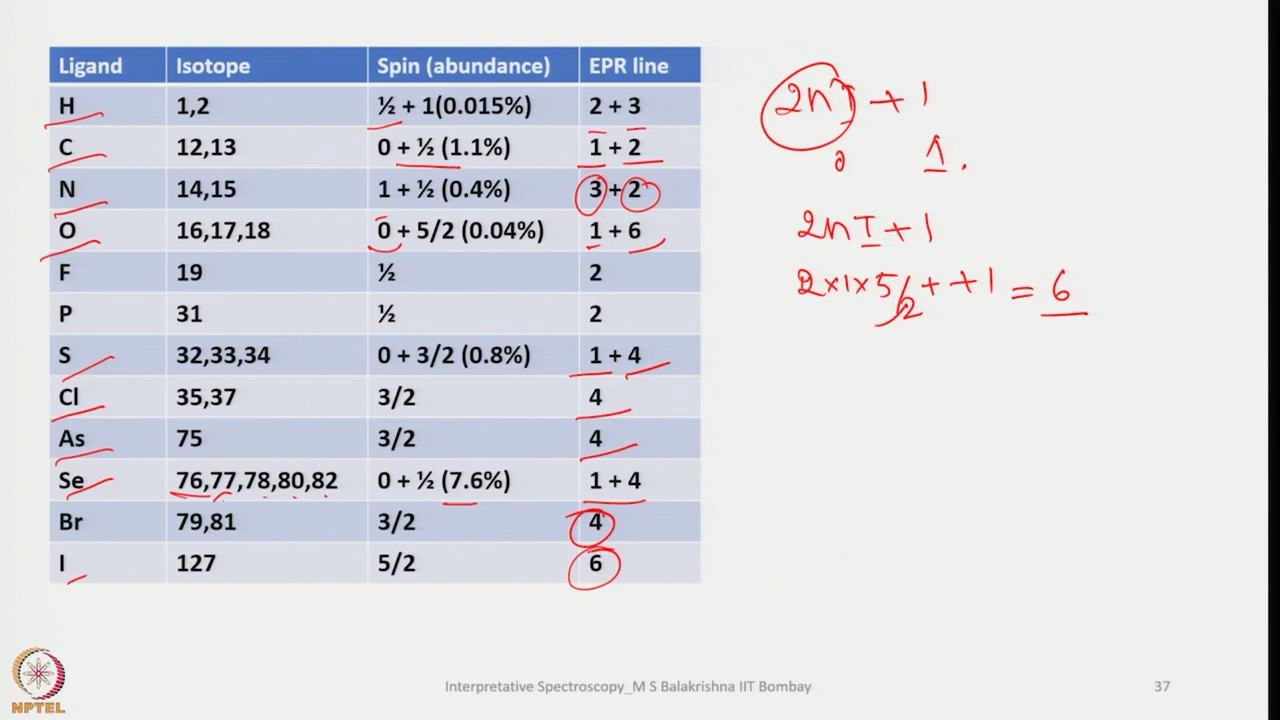 Ligand Isotope Spin (abundance) EPR line
H 1,2 ½ + 1(0.015%) 2 + 3
C 12,13 0 + ½ (1.1%) 1 + 2
N 14,15 1 + ½ (0.4%) 3 + 2
O 16,17,18 0 + 5/2 (0.04%) 1 + 6
F 19 ½ 2
P 31 ½ 2
S 32,33,34 0 + 3/2 (0.8%) 1 + 4
Cl 35,37 3/2 4
As 75 3/2 4
Se 76,77,78,80,82 0 + ½ (7.6%) 1 + 4
Br 79,81 3/2 4
I 127 5/2 6
2nI + 1
0 1.
2nI + 1
2×1×5/2 + +1 = 6
NPTEL
Interpretative Spectroscopy_M S Balakrishna IIT Bombay
37